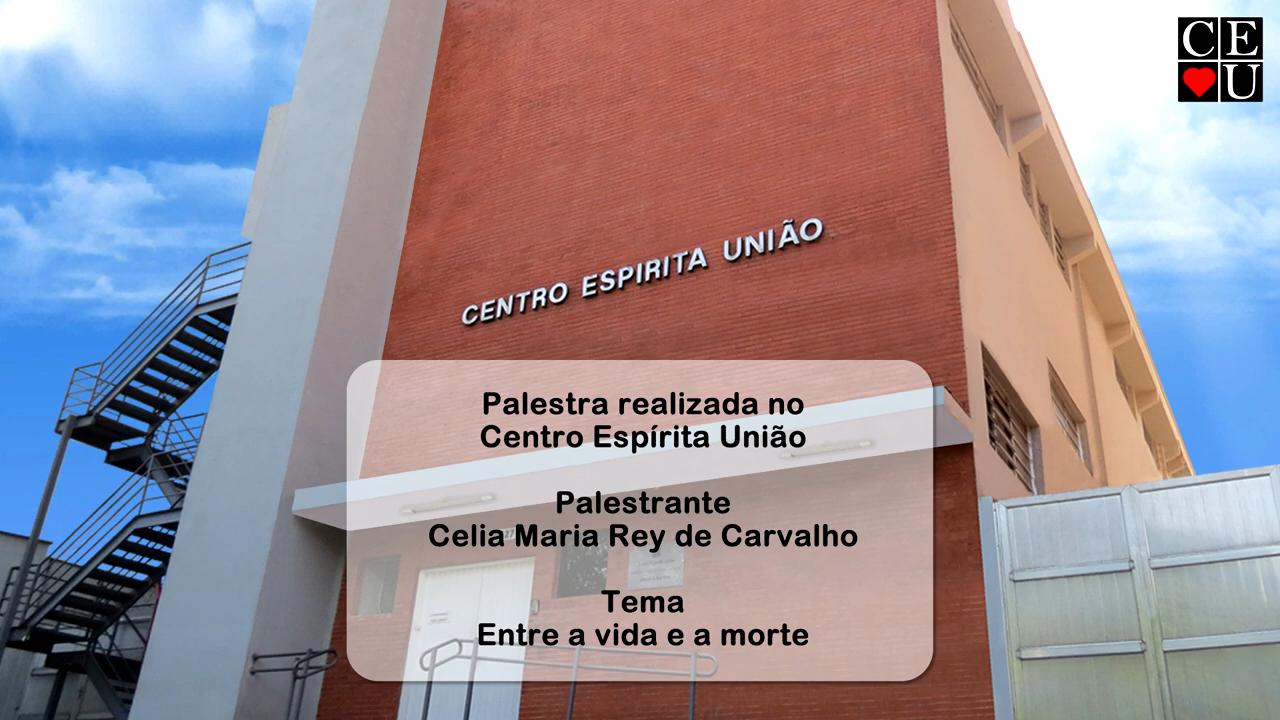 CE
U
CENTRO ESPIRITA UNIÃO
Palestra realizada no
Centro Espírita União
Palestrante
Celia Maria Rey de Carvalho
Tema
Entre a vida e a morte